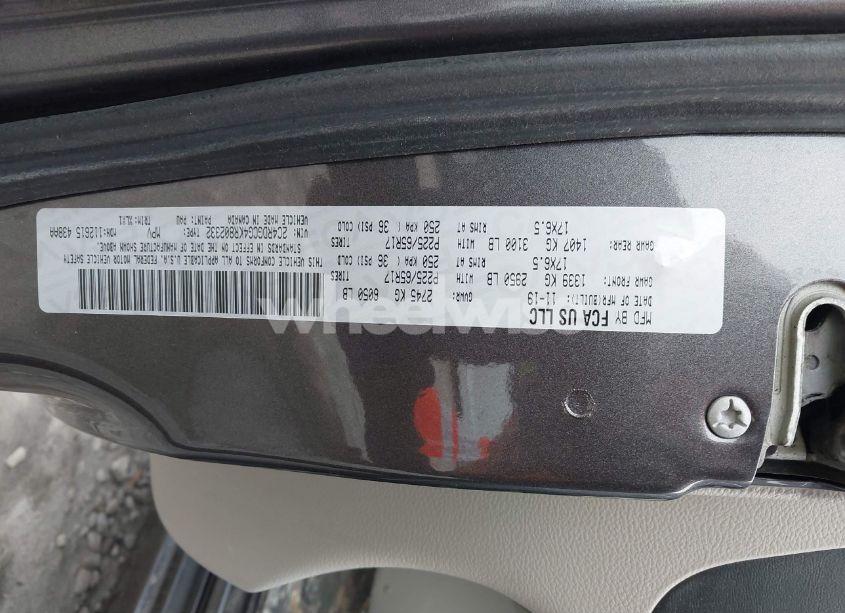 MFD BY FCA US LLC
DATE OF MFR(BUILT): 11-19 GVWR: 2745 KG 6050 LB
GAWR FRONT: WITH TIRES
1339 KG 2950 LB P225/65R17
17X6.5 RIMS AT 250 KPA ( 36 PSI) COLD
GAWR REAR: WITH TIRES
1407 KG 3100 LB P225/65R17
17X6.5 RIMS AT 250 KPA ( 36 PSI) COLD
THIS VEHICLE CONFORMS TO ALL APPLICABLE U.S.A. FEDERAL MOTOR VEHICLE SAFETY
STANDARDS IN EFFECT ON THE DATE OF MANUFACTURE SHOWN ABOVE.
VIN: 2C4RDGCG4KR802332 TYPE: MPV MDH:112615 438AA
VEHICLE MADE IN CANADA PAINT: PAU TRIM: